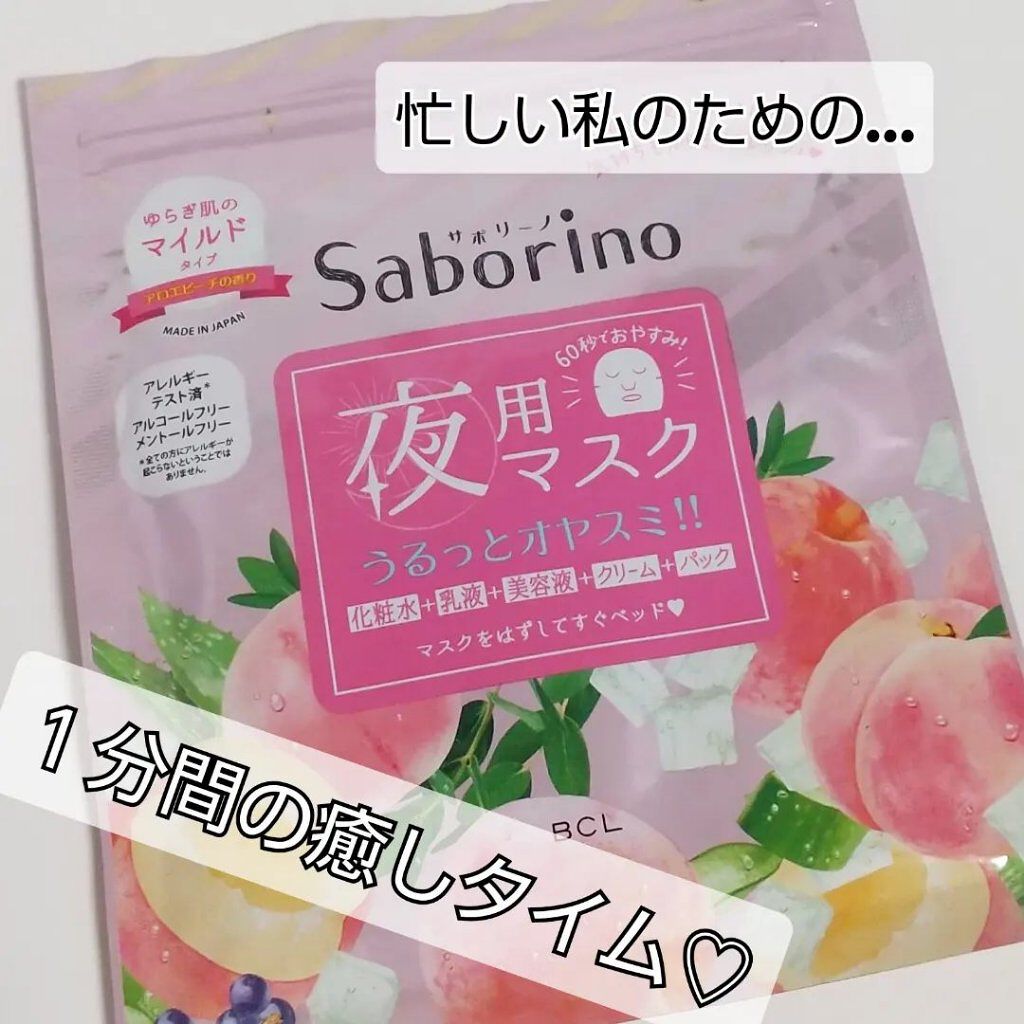 忙しい私のための...
ゆらぎ肌の
マイルド
タイプ
アロエピーチの香り
MADE IN JAPAN
サボリーノ
Saborino
アレルギー
テスト済*
アルコールフリー
メントールフリー
*全ての方にアレルギーが
起こらないということでは
ありません。
60秒でおやすみ!
夜用
マスク
うるっとオヤスミ!!
化粧水+乳液+美容液+クリーム+パック
マスクをはずしてすぐベッド♥
BCL
1分間の癒しタイム♡